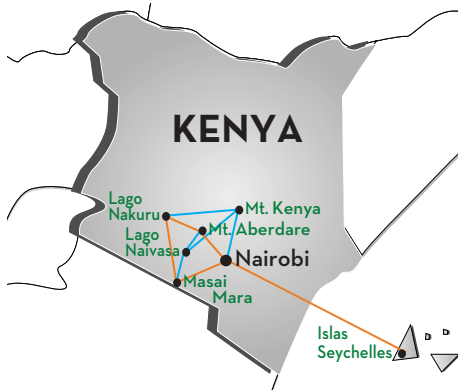 KENYA
Lago
Nakuru
Mt. Kenya
Mt. Aberdare
Lago
Naivasa
Nairobi
Masai
Mara
Islas
Seychelles